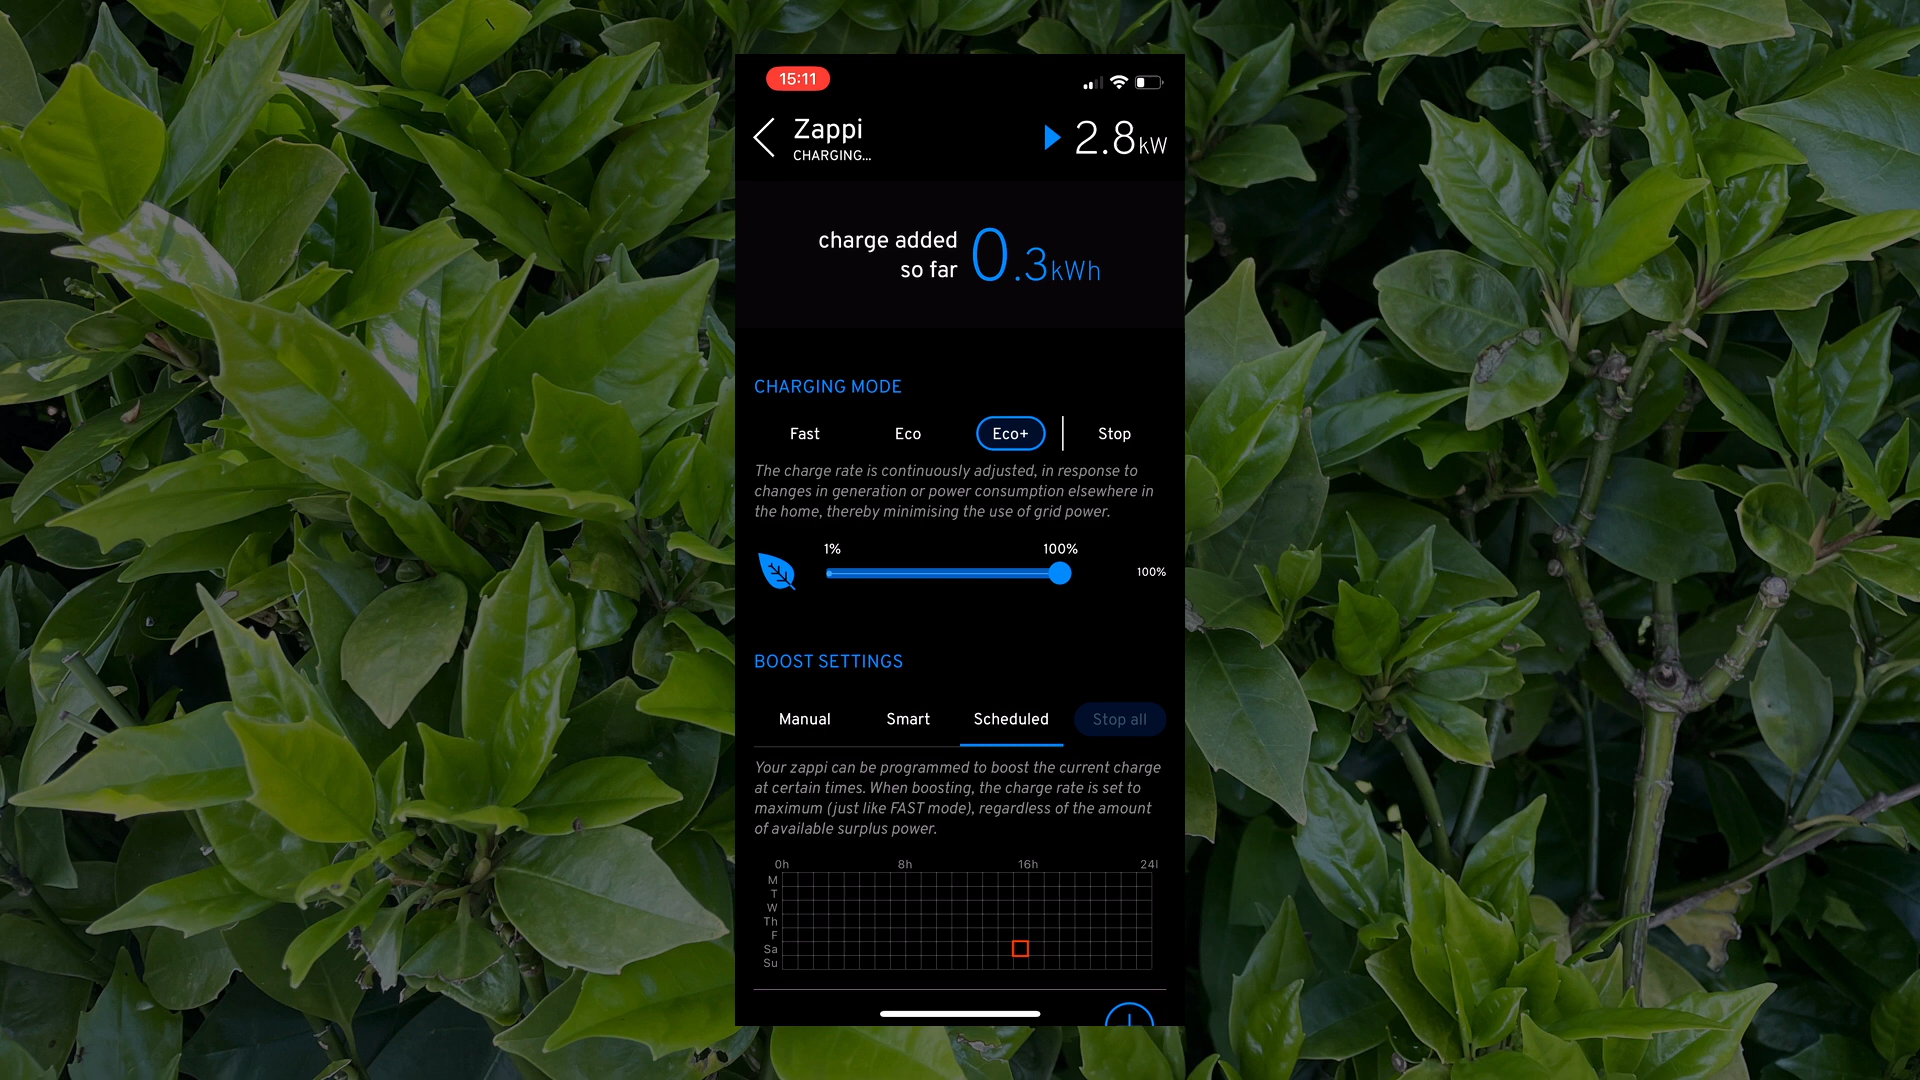 15:11
Zappi
CHARGING...
2.8kW
charge added
so far
0.3kWh
CHARGING MODE
Fast
Eco
Eco+
Stop
The charge rate is continuously adjusted, in response to
changes in generation or power consumption elsewhere in
the home, thereby minimising the use of grid power.
1%
100%
100%
BOOST SETTINGS
Manual
Smart
Scheduled
Stop all
Your zappi can be programmed to boost the current charge
at certain times. When boosting, the charge rate is set to
maximum (just like FAST mode), regardless of the amount
of available surplus power.
0h
8h
16h
24l
M
T
W
Th
F
Sa
Su